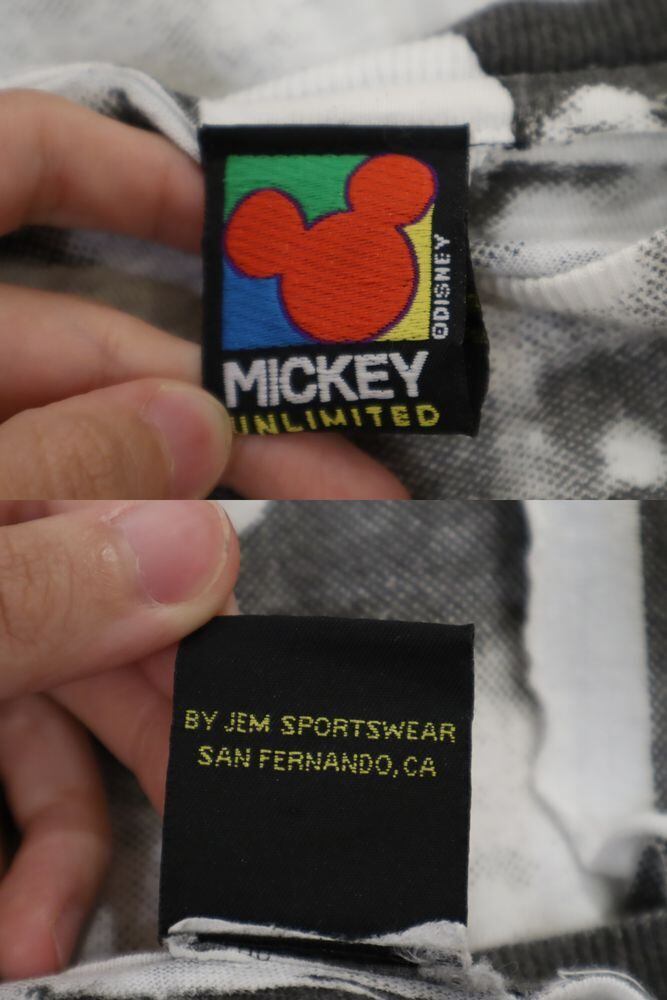 ©DISNEY
MICKEY
UNLIMITED
BY JEM SPORTSWEAR
SAN FERNANDO, CA